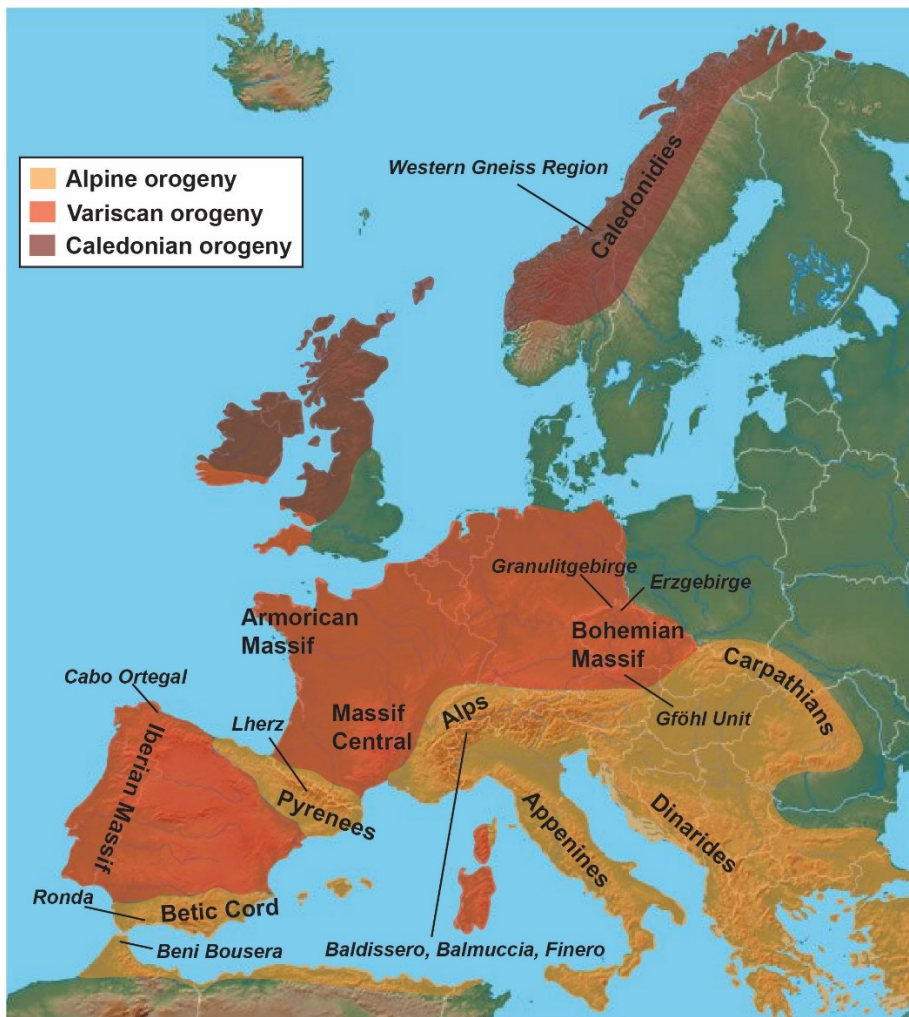 Alpine orogeny
Variscan orogeny
Caledonian orogeny
Western Gneiss Region
Caledonidies
Granulitgebirge
Erzgebirge
Armorican
Massif
Bohemian
Massif
Carpathians
Cabo Ortegal
Lherz
Massif
Central
Alps
Gföhl Unit
Iberian Massif
Pyrenees
Appenines
Dinarides
Ronda
Betic Cord
Beni Bousera
Baldissero, Balmuccia, Finero